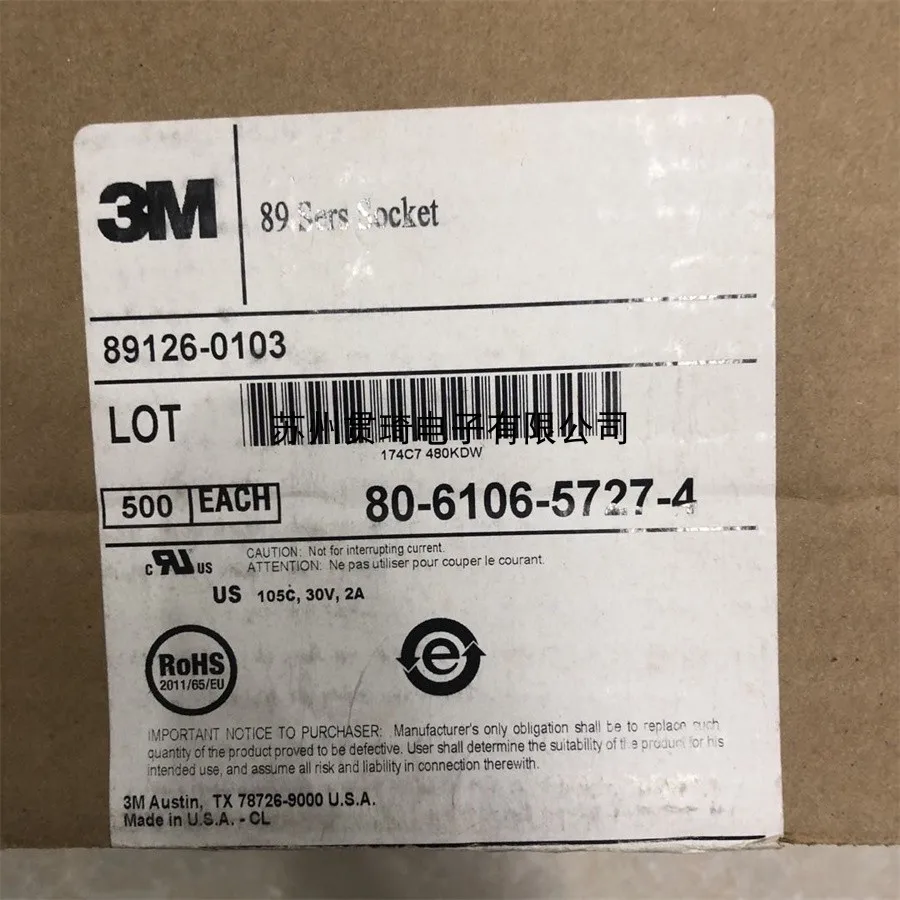 3M
89 Sers Socket
89126-0103
LOT
苏州贯琦电子有限公司
174C7 480KDW
500 EACH
80-6106-5727-4
c RU US
CAUTION: Not for interrupting current.
ATTENTION: Ne pas utiliser pour couper le courant.
US 105C, 30V, 2A
RoHS
2011/65/EU
e
IMPORTANT NOTICE TO PURCHASER: Manufacturer's only obligation shall be to replace such
quantity of the product proved to be defective. User shall determine the suitability of the product for his
intended use, and assume all risk and liability in connection therewith.
3M Austin, TX 78726-9000 U.S.A.
Made in U.S.A. - CL